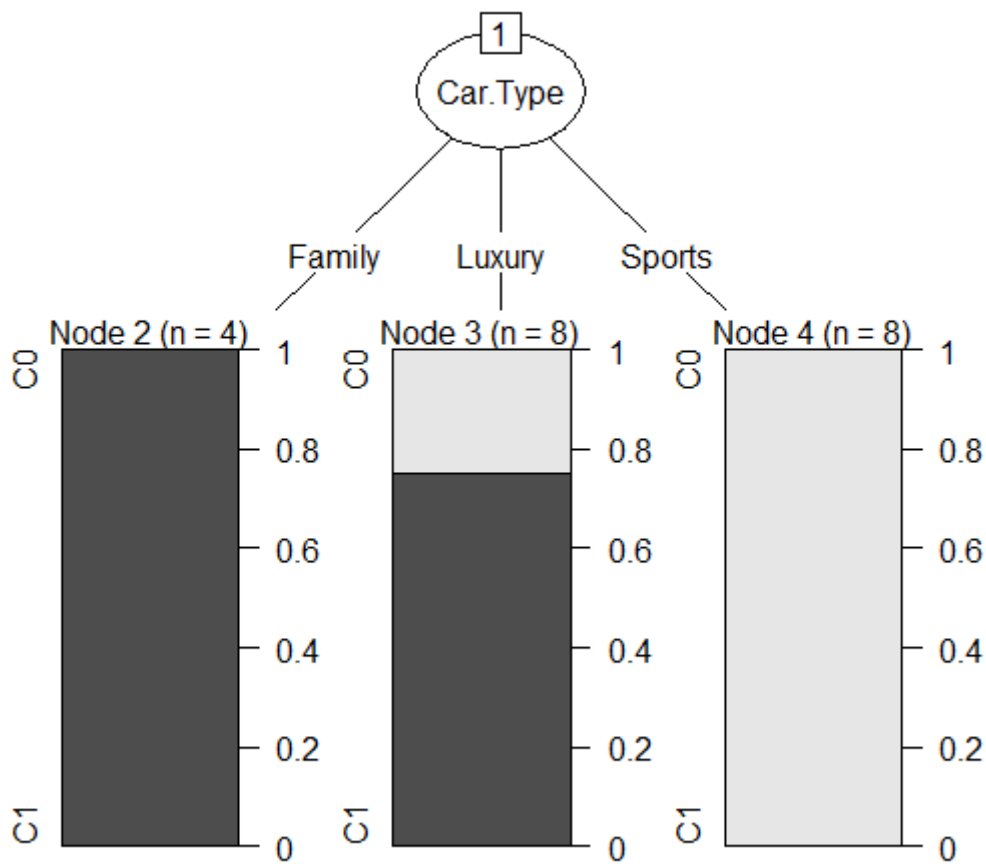 1
Car.Type
Family Luxury Sports
Node 2 (n = 4) Node 3 (n = 8) Node 4 (n = 8)
C0 1 C0 1 C0 1
0.8 0.8 0.8
0.6 0.6 0.6
0.4 0.4 0.4
0.2 0.2 0.2
C1 0 C1 0 C1 0